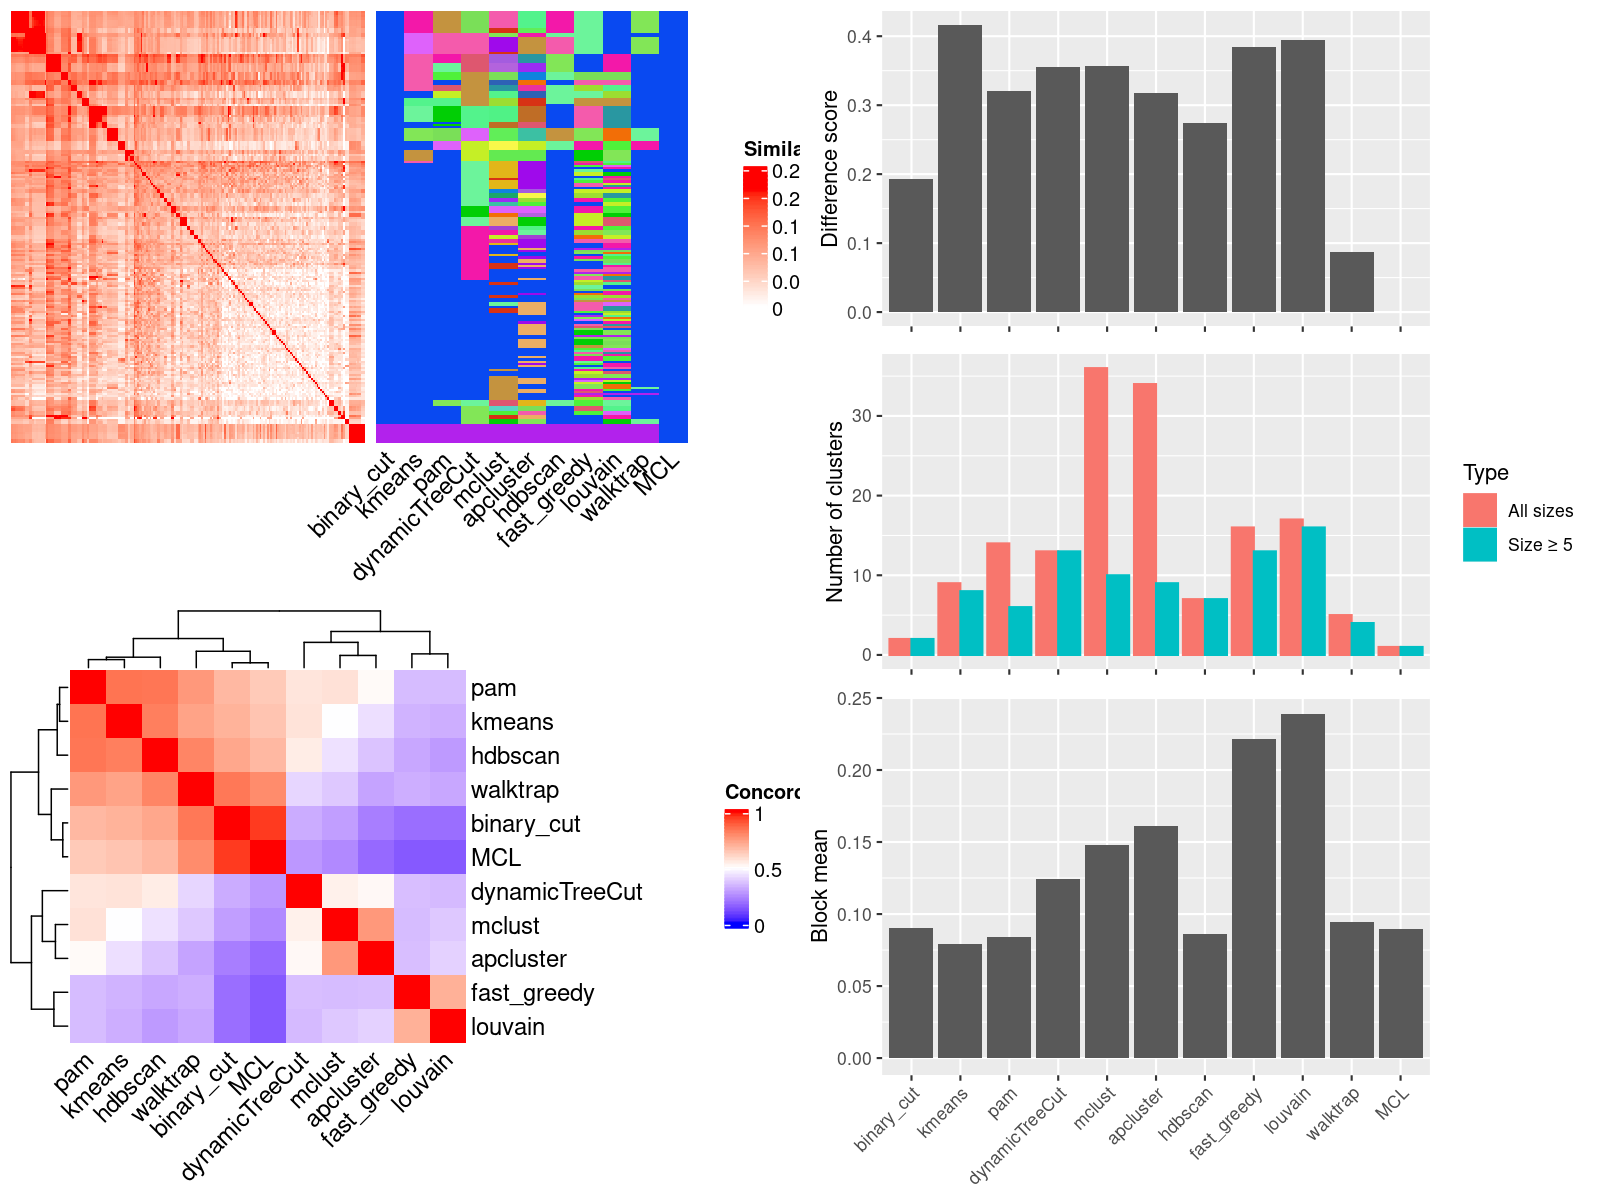 Simila
0.2
0.2
0.1
0.1
0.0
0
binary_cut
kmeans
pam
dynamicTreeCut
mclust
apcluster
hdbscan
fast_greedy
louvain
walktrap
MCL
pam
kmeans
hdbscan
walktrap
binary_cut
MCL
dynamicTreeCut
mclust
apcluster
fast_greedy
louvain
pam
kmeans
hdbscan
walktrap
binary_cut
MCL
dynamicTreeCut
mclust
apcluster
fast_greedy
louvain
Concord
1
0.5
0
Difference score
0.4
0.3
0.2
0.1
0.0
Number of clusters
30
20
10
0
Type
All sizes
Size ≥ 5
Block mean
0.25
0.20
0.15
0.10
0.05
0.00
binary_cut
kmeans
pam
dynamicTreeCut
mclust
apcluster
hdbscan
fast_greedy
louvain
walktrap
MCL